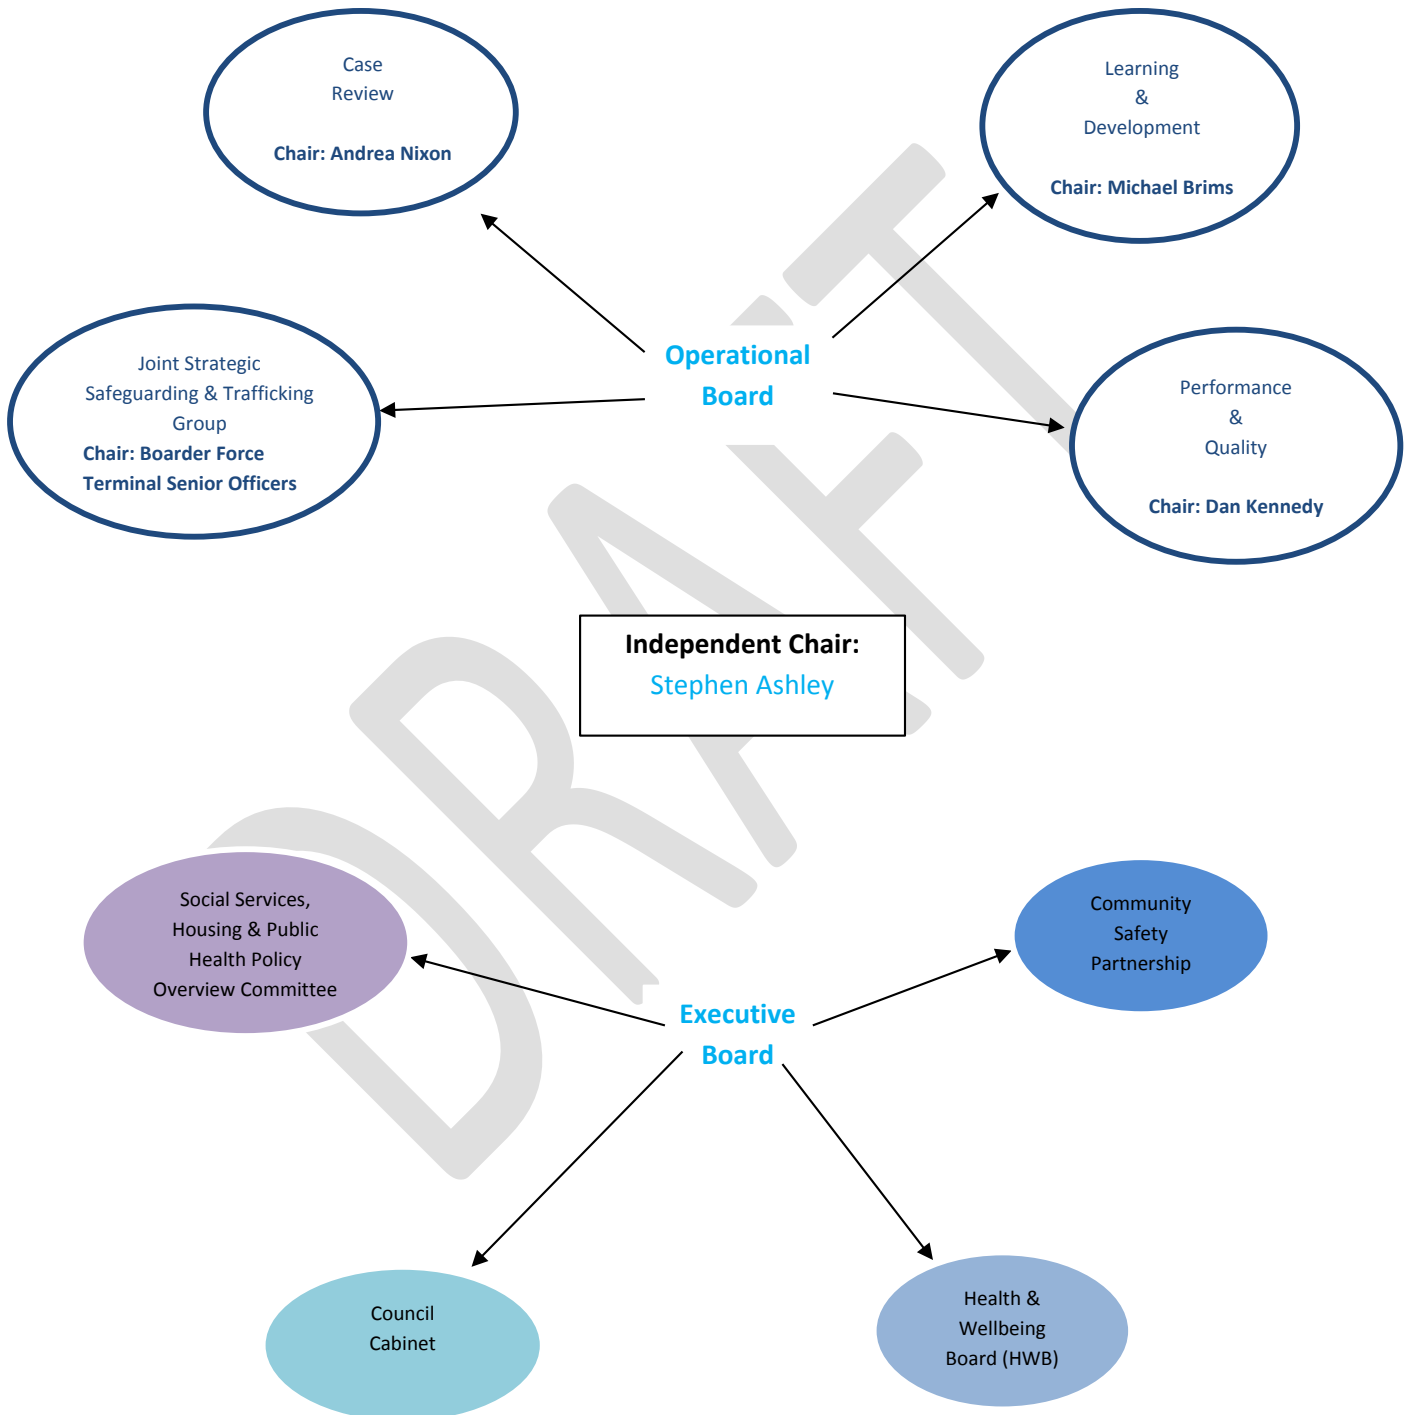 Case
Review
Chair: Andrea Nixon
Learning
&
Development
Chair: Michael Brims
Operational
Board
Joint Strategic
Safeguarding & Trafficking
Group
Chair: Boarder Force
Terminal Senior Officers
Performance
&
Quality
Chair: Dan Kennedy
Independent Chair:
Stephen Ashley
DRAFT
Social Services,
Housing & Public
Health Policy
Overview Committee
Community
Safety
Partnership
Executive
Board
Council
Cabinet
Health &
Wellbeing
Board (HWB)